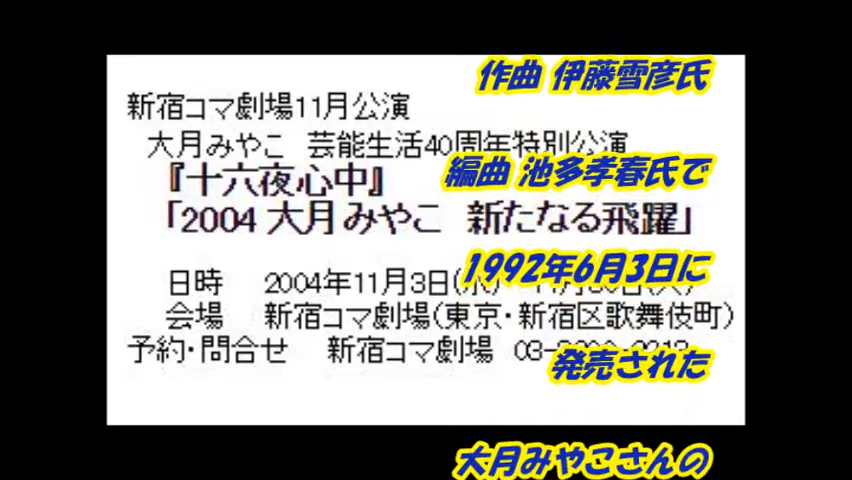 作曲 伊藤雪彦氏
編曲 池多孝春氏で
1992年6月3日に
発売された
大月みやこさんの
新宿コマ劇場11月公演
大月みやこ 芸能生活40周年特別公演
『十六夜心中』
「2004 大月みやこ 新たなる飛躍」
日時 2004年11月3日(水)
会場 新宿コマ劇場(東京・新宿区歌舞伎町)
予約・問合せ 新宿コマ劇場